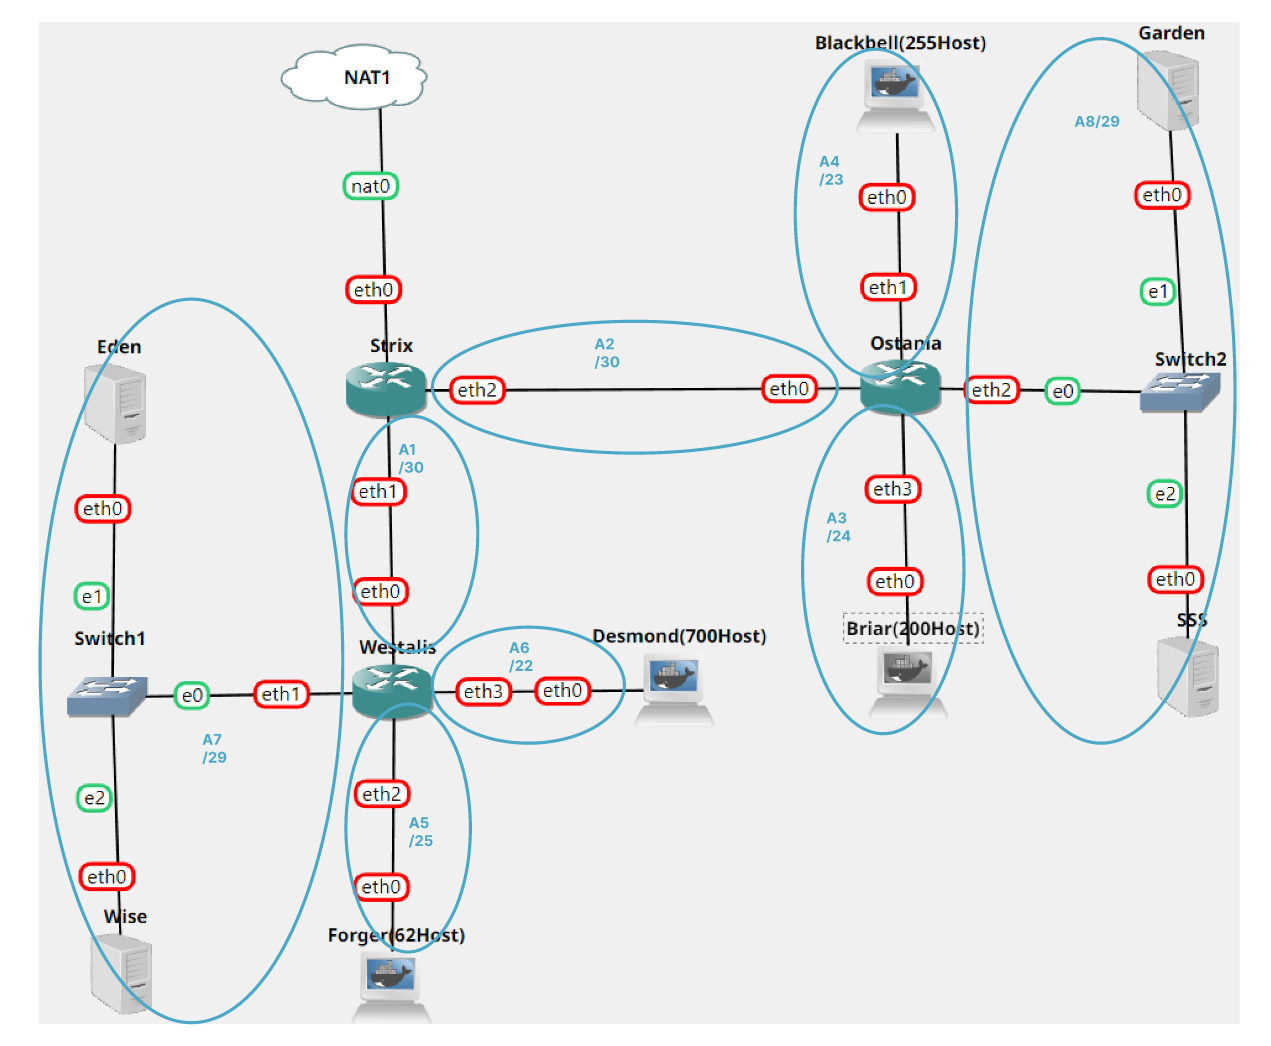 Garden
Blackbell(255Host)
NAT1
A8/29
A4
/23
nat0
eth0
eth0
eth0
eth1
e1
Eden
Strix
A2
/30
Ostania
Switch2
eth2
eth0
eth2
e0
A1
/30
eth1
eth3
e2
eth0
A3
/24
e1
eth0
eth0
eth0
Switch1
Westalis
A6
/22
Desmond(700Host)
Briar(200Host)
SSS
e0
eth1
eth3
eth0
A7
/29
e2
eth2
A5
/25
eth0
eth0
Wise
Forger(62Host)